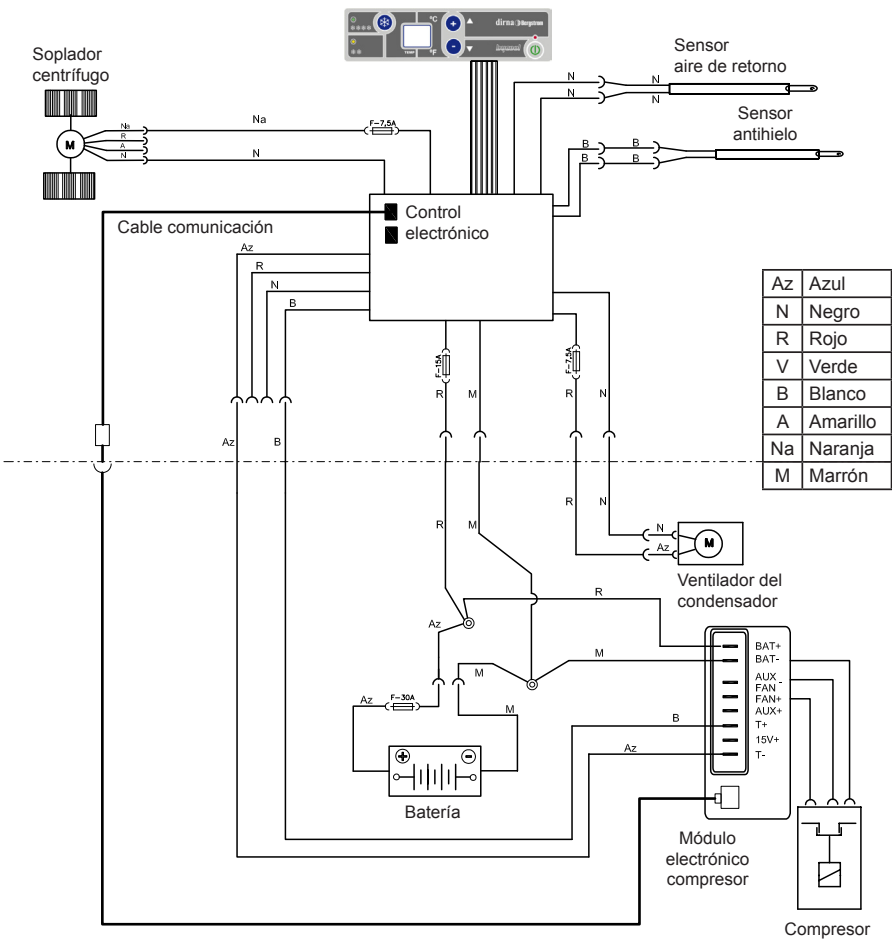 °C
dirna Bergstrom
TEMP
°F
Soplador
centrífugo
Sensor
aire de retorno
N
N
N
N
Sensor
antihielo
B
B
B
B
Na
R
A
N
Na
F-7,5A
N
M
Cable comunicación
Control
electrónico
Az
R
N
B
F-15A
F-7,5A
R
M
R
N
Az
B
Az Azul
N Negro
R Rojo
V Verde
B Blanco
A Amarillo
Na Naranja
M Marrón
R
M
R
N
N
Az
M
Ventilador del
condensador
R
Az
M
M
Az
F-30A
M
B
Az
BAT+
BAT-
AUX -
FAN
FAN+
AUX+
T+
15V+
T-
Batería
Módulo
electrónico
compresor
Compresor